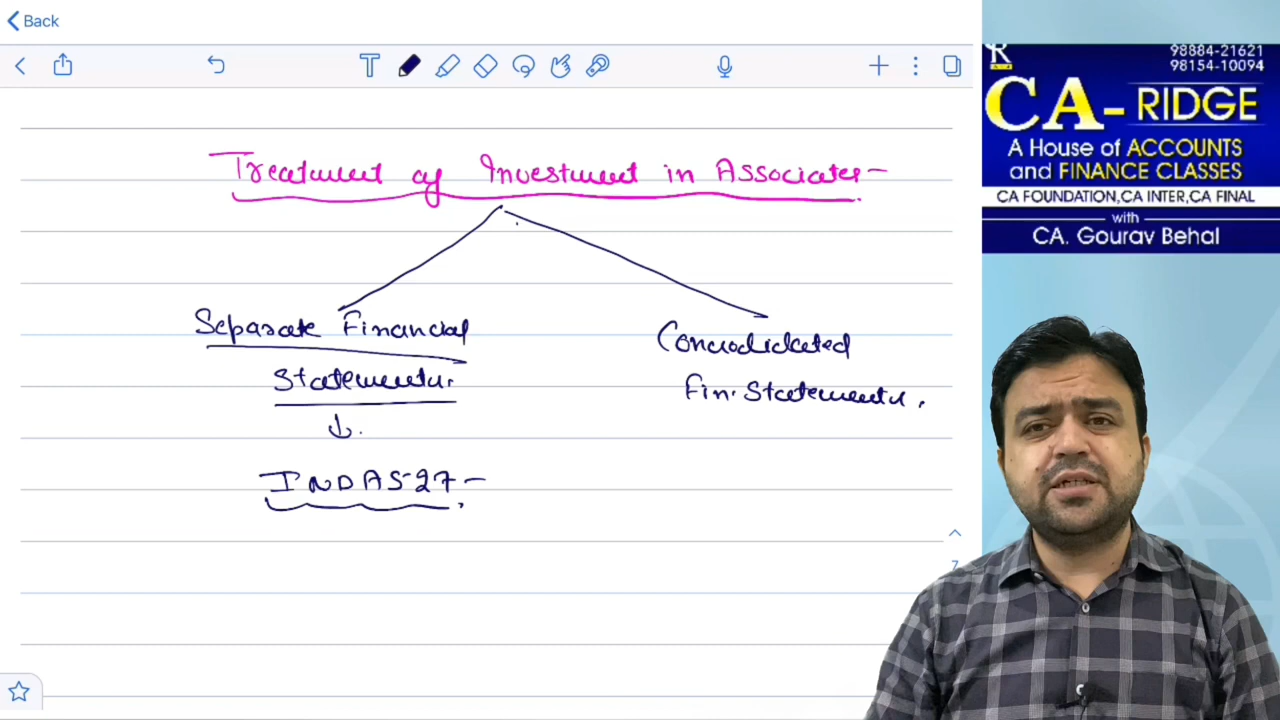 Back
98884-21621
98154-10094
CA- RIDGE
A House of ACCOUNTS
and FINANCE CLASSES
CA FOUNDATION,CA INTER,CA FINAL
with
CA. Gourav Behal
Treatment of Investment in Associates-
Separate Financial
Statements.
Consolidated
Fin. Statements.
INDAS-27-
7